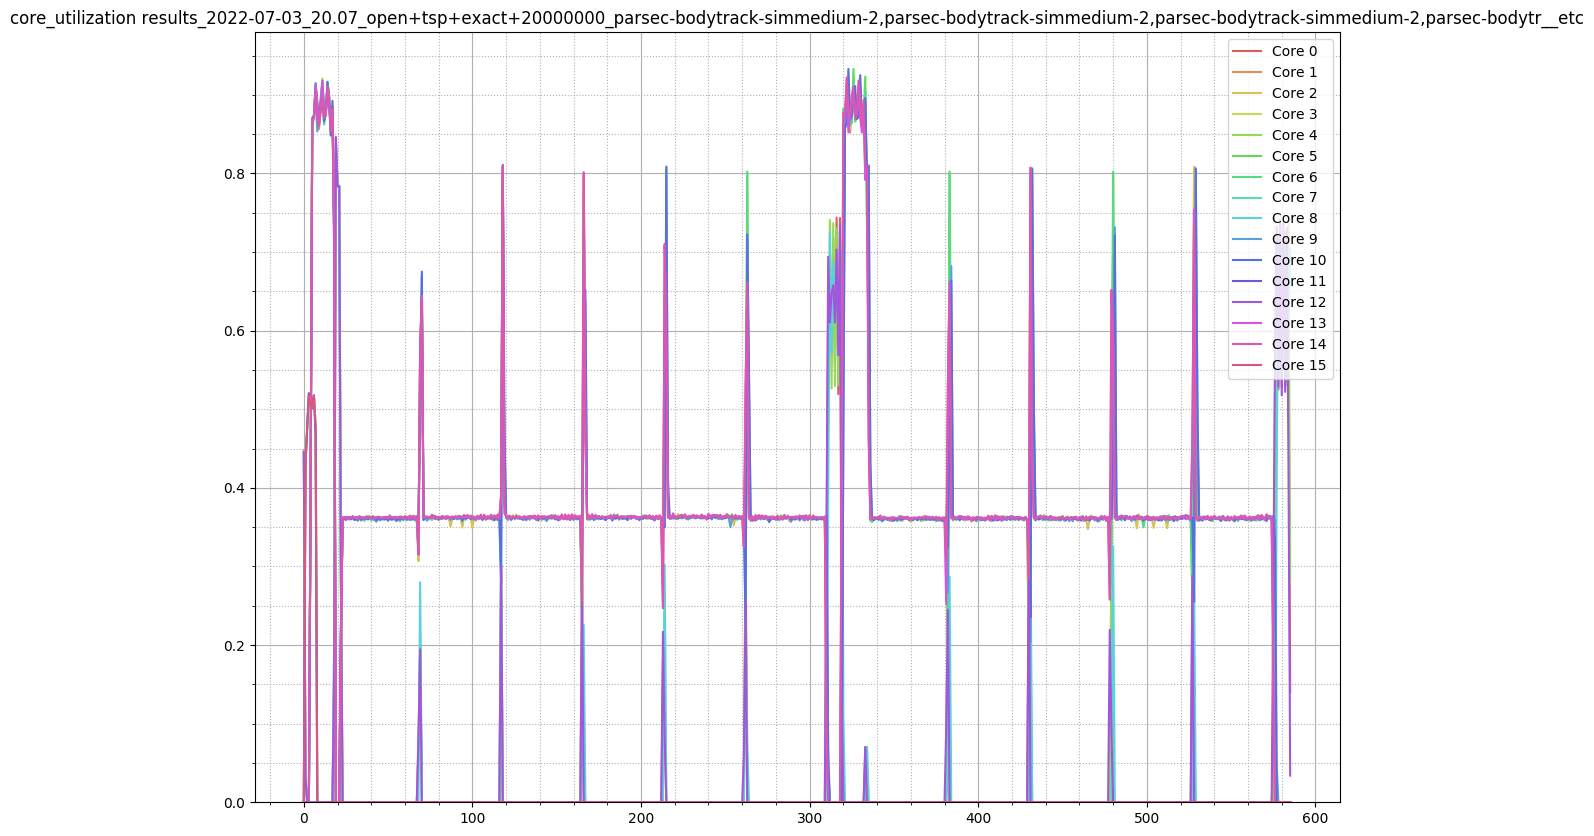 core_utilization results_2022-07-03_20.07_open+tsp+exact+20000000_parsec-bodytrack-simmedium-2,parsec-bodytrack-simmedium-2,parsec-bodytrack-simmedium-2,parsec-bodytr__etc
Core 0
Core 1
Core 2
Core 3
Core 4
Core 5
Core 6
Core 7
Core 8
Core 9
Core 10
Core 11
Core 12
Core 13
Core 14
Core 15
0.8
0.6
0.4
0.2
0.0
0 100 200 300 400 500 600